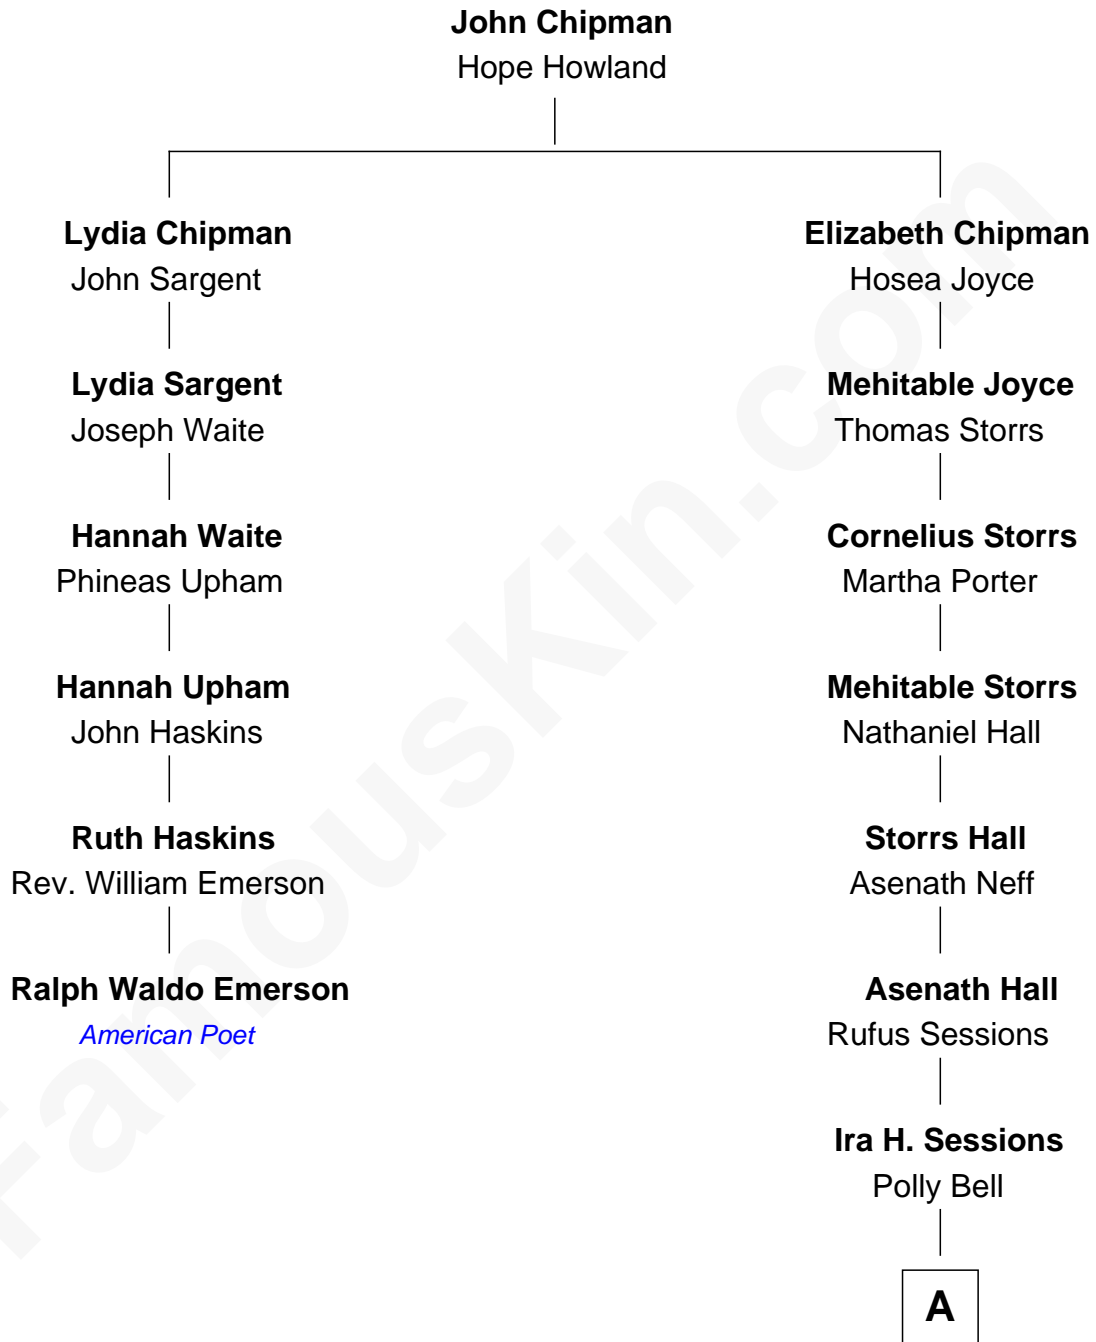 John Chipman
Hope Howland
Lydia Chipman
John Sargent
Elizabeth Chipman
Hosea Joyce
Lydia Sargent
Joseph Waite
Mehitable Joyce
Thomas Storrs
Hannah Waite
Phineas Upham
Cornelius Storrs
Martha Porter
Hannah Upham
John Haskins
Mehitable Storrs
Nathaniel Hall
Ruth Haskins
Rev. William Emerson
Storrs Hall
Asenath Neff
Ralph Waldo Emerson
American Poet
Asenath Hall
Rufus Sessions
Ira H. Sessions
Polly Bell
A
FamousKin.com